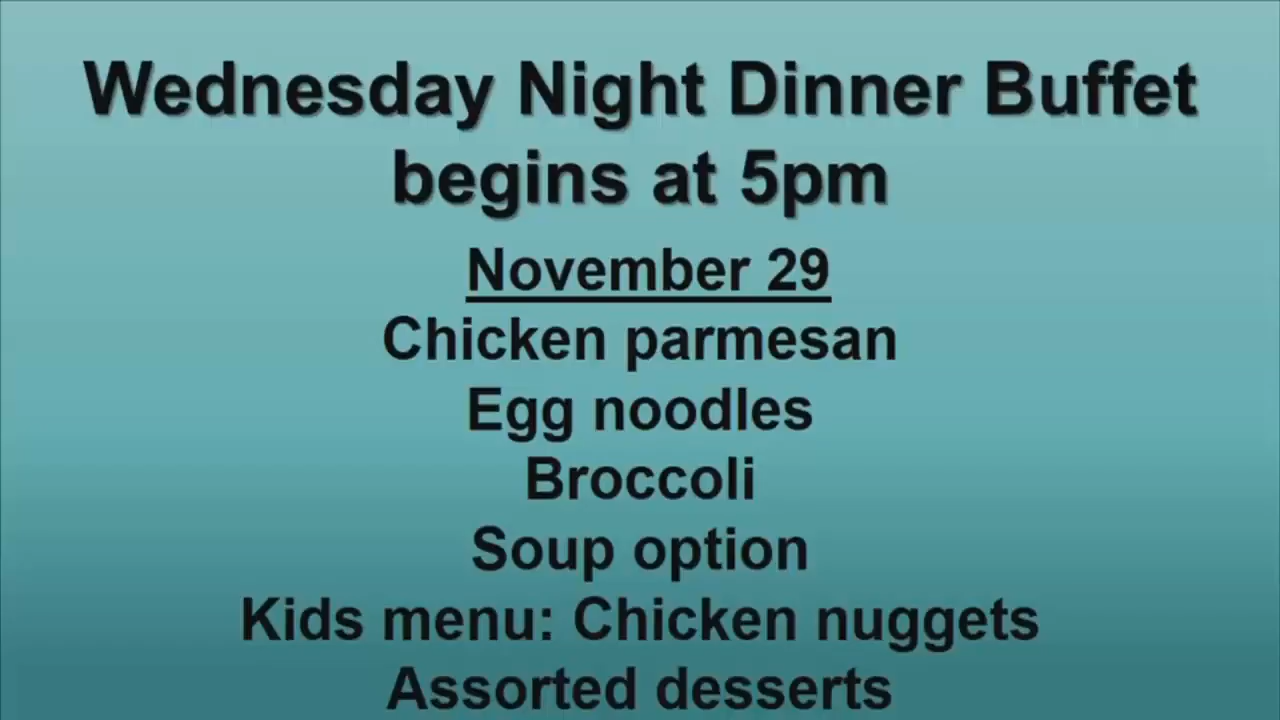 Wednesday Night Dinner Buffet
begins at 5pm
November 29
Chicken parmesan
Egg noodles
Broccoli
Soup option
Kids menu: Chicken nuggets
Assorted desserts